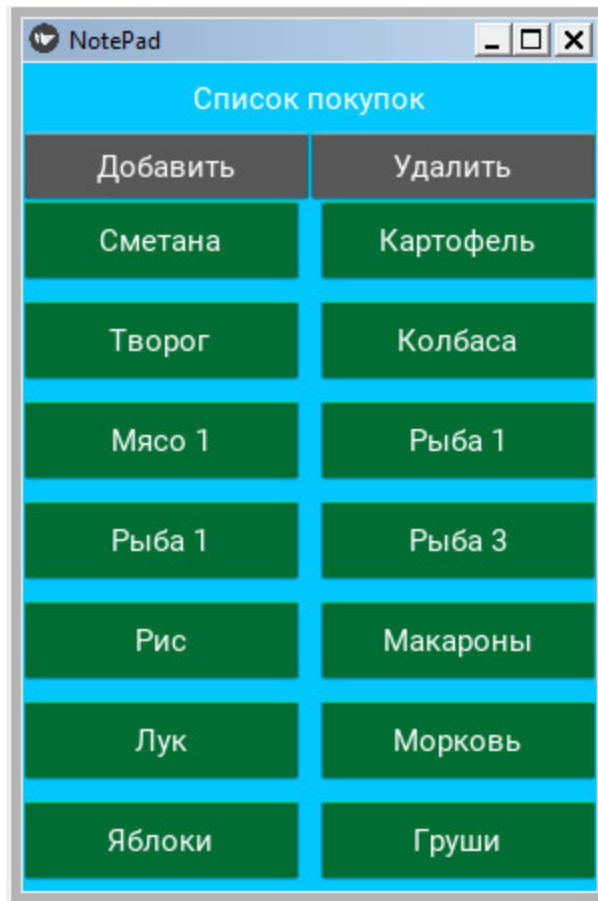 NotePad
Список покупок
Добавить Удалить
Сметана Картофель
Творог Колбаса
Мясо 1 Рыба 1
Рыба 1 Рыба 3
Рис Макароны
Лук Морковь
Яблоки Груши